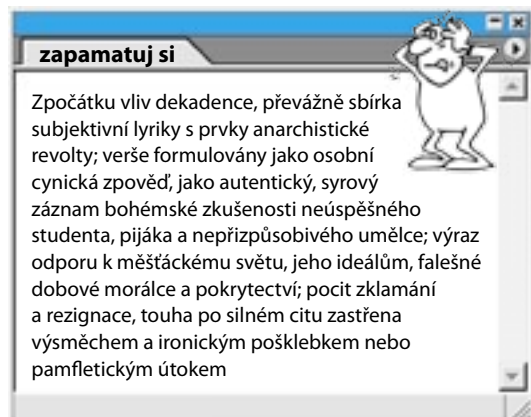 zapamatuj si
Zpočátku vliv dekadence, převážně sbírka
subjektivní lyriky s prvky anarchistické
revolty; verše formulovány jako osobní
cynická zpověď, jako autentický, syrový
záznam bohémské zkušenosti neúspěšného
studenta, pijáka a nepřizpůsobivého umělce; výraz
odporu k měšťáckému světu, jeho ideálům, falešné
dobové morálce a pokrytectví; pocit zklamání
a rezignace, touha po silném citu zastřena
výsměchem a ironickým pošklebkem nebo
pamfletickým útokem